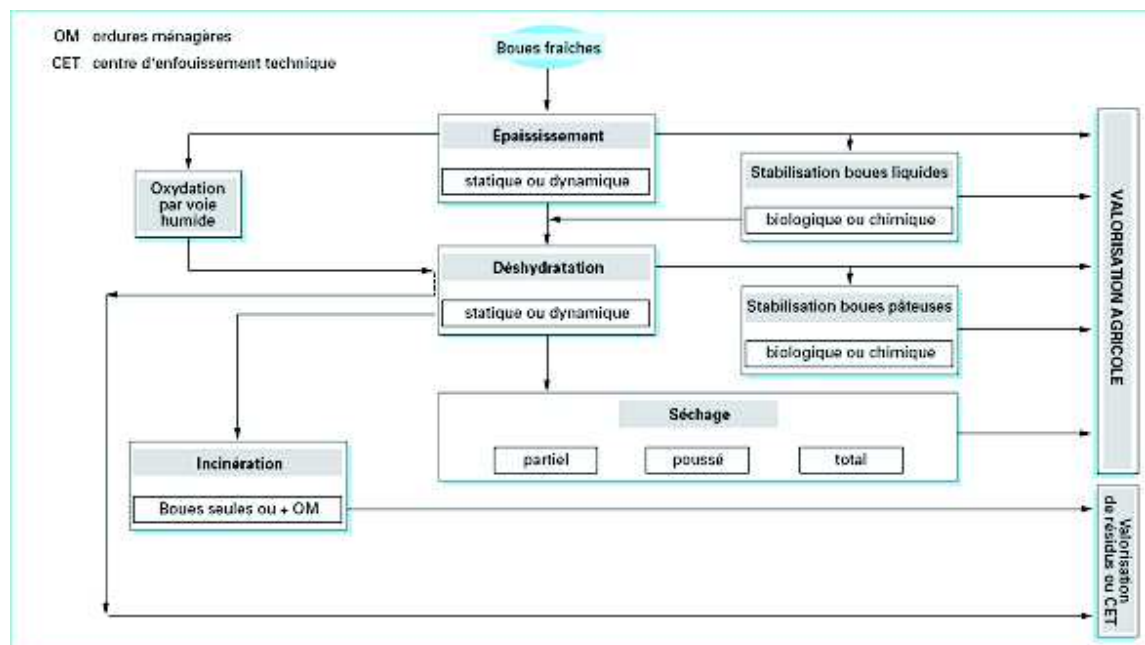 OM ordures ménagères
CET centre d'enfouissement technique
Boues fraîches
Épaississement
statique ou dynamique
Oxydation
par voie
humide
Stabilisation boues liquides
biologique ou chimique
Déshydratation
statique ou dynamique
Stabilisation boues pâteuses
biologique ou chimique
Séchage
partiel
poussé
total
Incinération
Boues seules ou + OM
VALORISATION AGRICOLE
Valorisation
de résidus ou CET